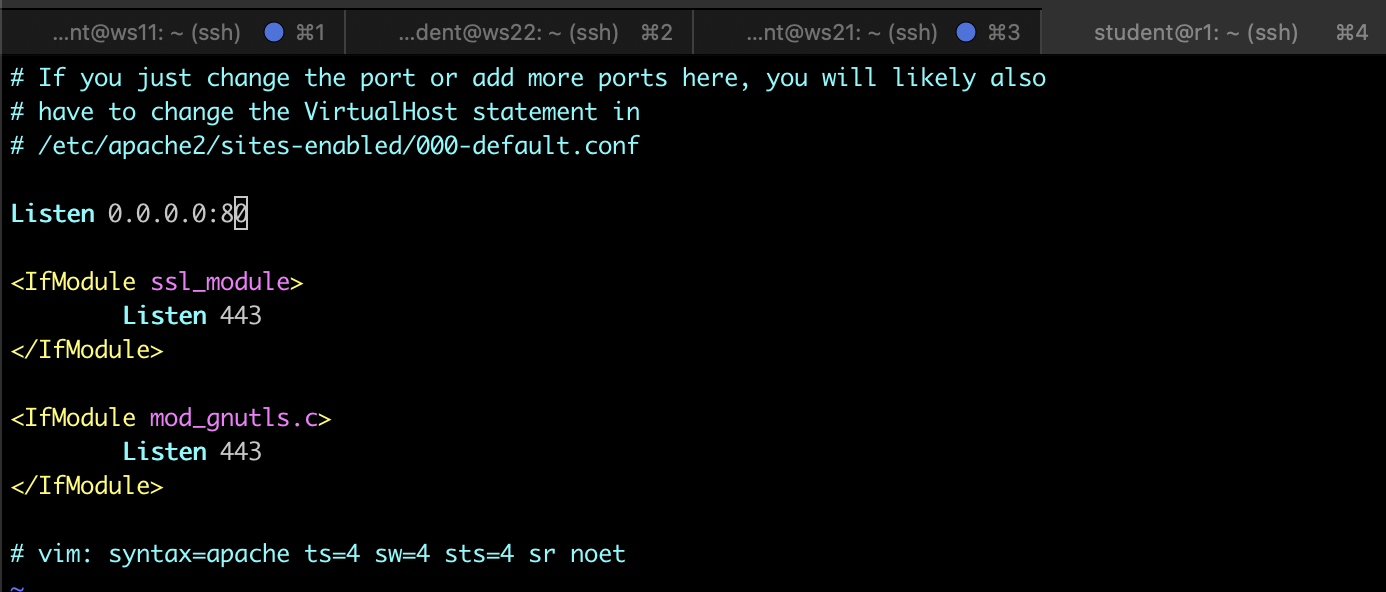 ...nt@ws11: ~ (ssh) ⌘1 ...dent@ws22: ~ (ssh) ⌘2 ...nt@ws21: ~ (ssh) ⌘3 student@r1: ~ (ssh) ⌘4
# If you just change the port or add more ports here, you will likely also
# have to change the VirtualHost statement in
# /etc/apache2/sites-enabled/000-default.conf
Listen 0.0.0.0:80
<IfModule ssl_module>
        Listen 443
</IfModule>
<IfModule mod_gnutls.c>
        Listen 443
</IfModule>
# vim: syntax=apache ts=4 sw=4 sts=4 sr noet
~